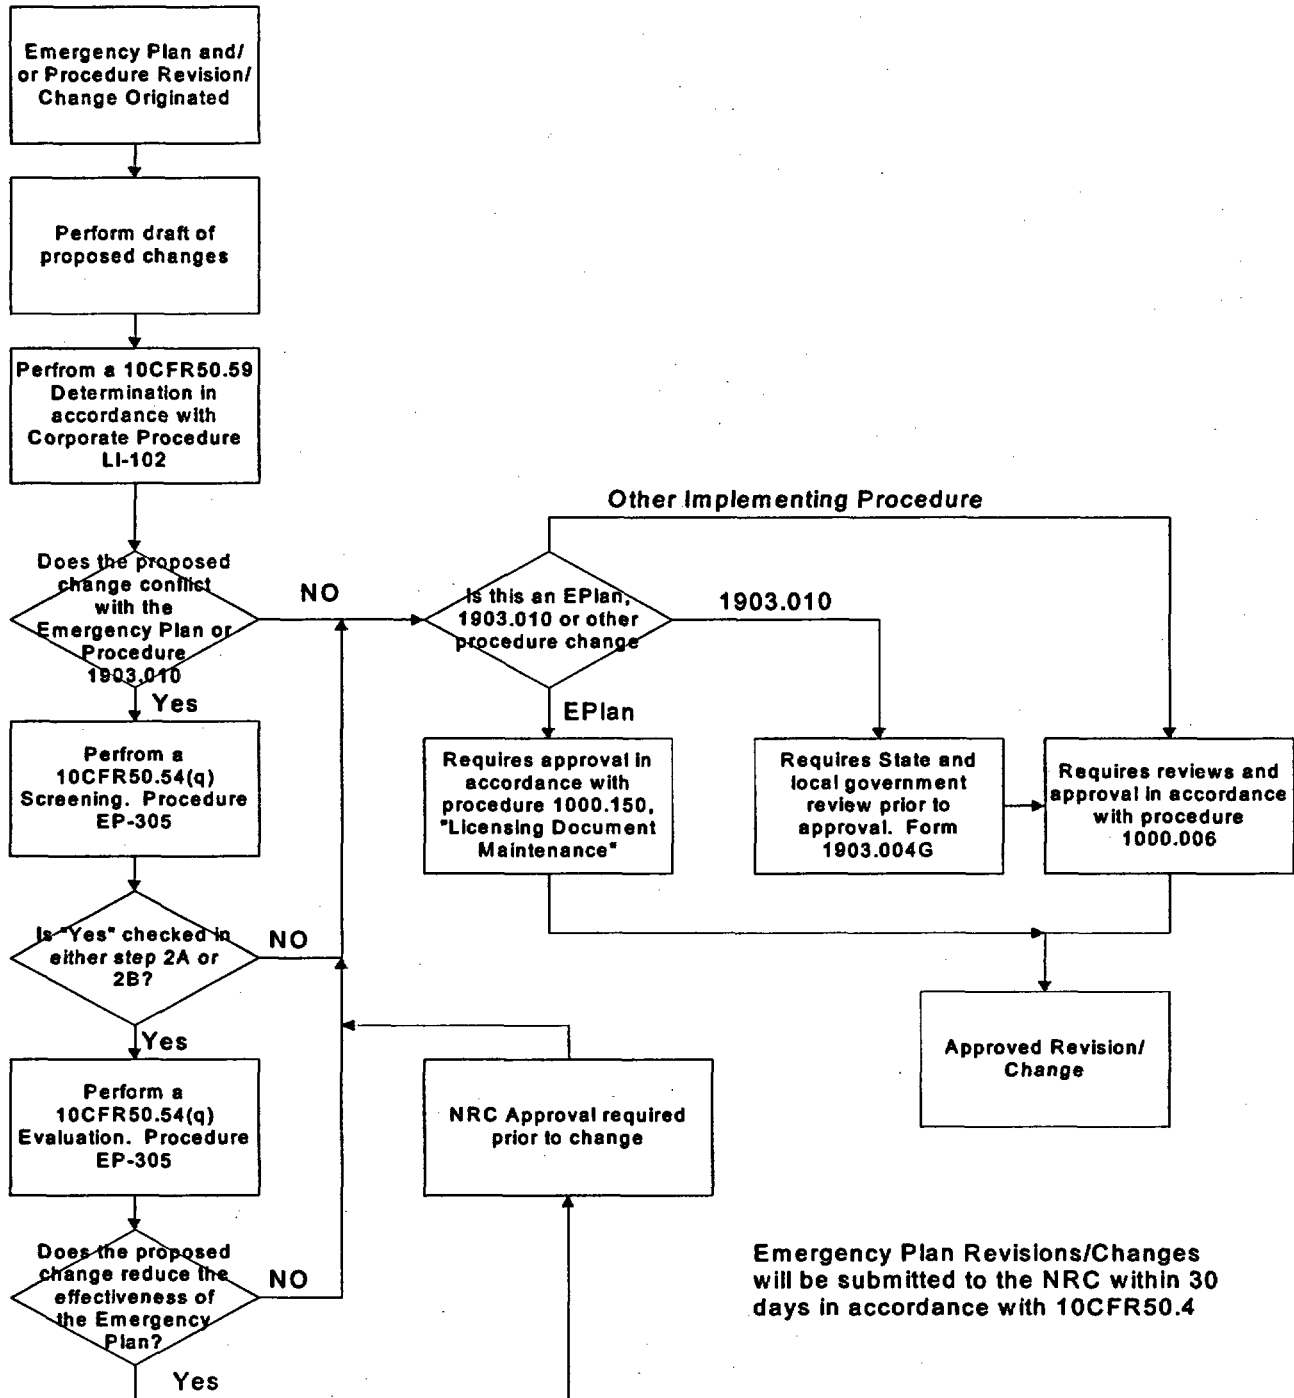 Emergency Plan and/
or Procedure Revision/
Change Originated
Perform draft of
proposed changes
Perfrom a 10CFR50.59
Determination in
accordance with
Corporate Procedure
LI-102
Does the proposed
change conflict
with the
Emergency Plan or
Procedure
1903.010
NO
Yes
Other Implementing Procedure
Is this an EPlan,
1903.010 or other
procedure change
1903.010
EPlan
Perfrom a
10CFR50.54(q)
Screening. Procedure
EP-305
Requires approval in
accordance with
procedure 1000.150,
"Licensing Document
Maintenance"
Requires State and
local government
review prior to
approval. Form
1903.004G
Requires reviews and
approval in accordance
with procedure
1000.006
Is "Yes" checked in
either step 2A or
2B?
NO
Yes
Approved Revision/
Change
Perform a
10CFR50.54(q)
Evaluation. Procedure
EP-305
NRC Approval required
prior to change
Does the proposed
change reduce the
effectiveness of
the Emergency
Plan?
NO
Yes
Emergency Plan Revisions/Changes
will be submitted to the NRC within 30
days in accordance with 10CFR50.4